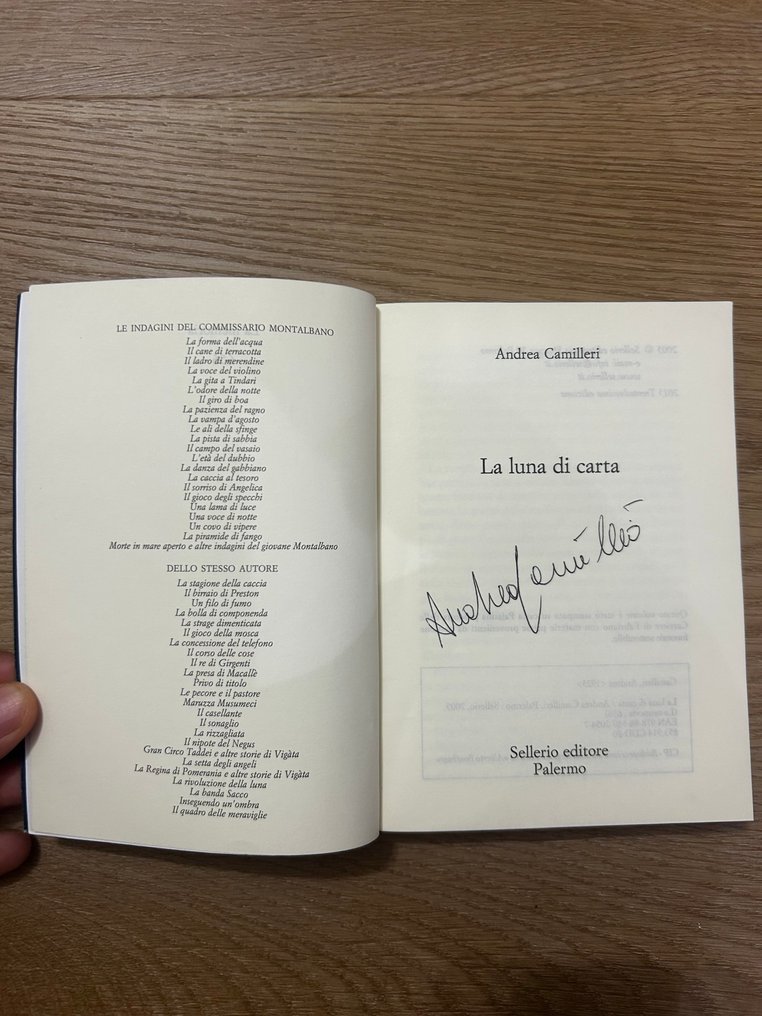 LE INDAGINI DEL COMMISSARIO MONTALBANO
La forma dell'acqua
Il cane di terracotta
Il ladro di merendine
La voce del violino
La gita a Tindari
L'odore della notte
Il giro di boa
La pazienza del ragno
La vampa d'agosto
Le ali della sfinge
La pista di sabbia
Il campo del vasaio
L'età del dubbio
La danza del gabbiano
La caccia al tesoro
Il sorriso di Angelica
Il gioco degli specchi
Una lama di luce
Una voce di notte
Un covo di vipere
La piramide di fango
Morte in mare aperto e altre indagini del giovane Montalbano
DELLO STESSO AUTORE
La stagione della caccia
Il birraio di Preston
Un filo di fumo
La bolla di componenda
La strage dimenticata
Il gioco della mosca
La concessione del telefono
Il corso delle cose
Il re di Girgenti
La presa di Macallè
Privo di titolo
Le pecore e il pastore
Maruzza Musumeci
Il casellante
Il sonaglio
La rizzagliata
Il nipote del Negus
Gran Circo Taddei e altre storie di Vigàta
La setta degli angeli
La Regina di Pomerania e altre storie di Vigàta
La rivoluzione della luna
La banda Sacco
Inseguendo un'ombra
Il quadro delle meraviglie
Andrea Camilleri
La luna di carta
Andrea Camilleri
Sellerio editore
Palermo